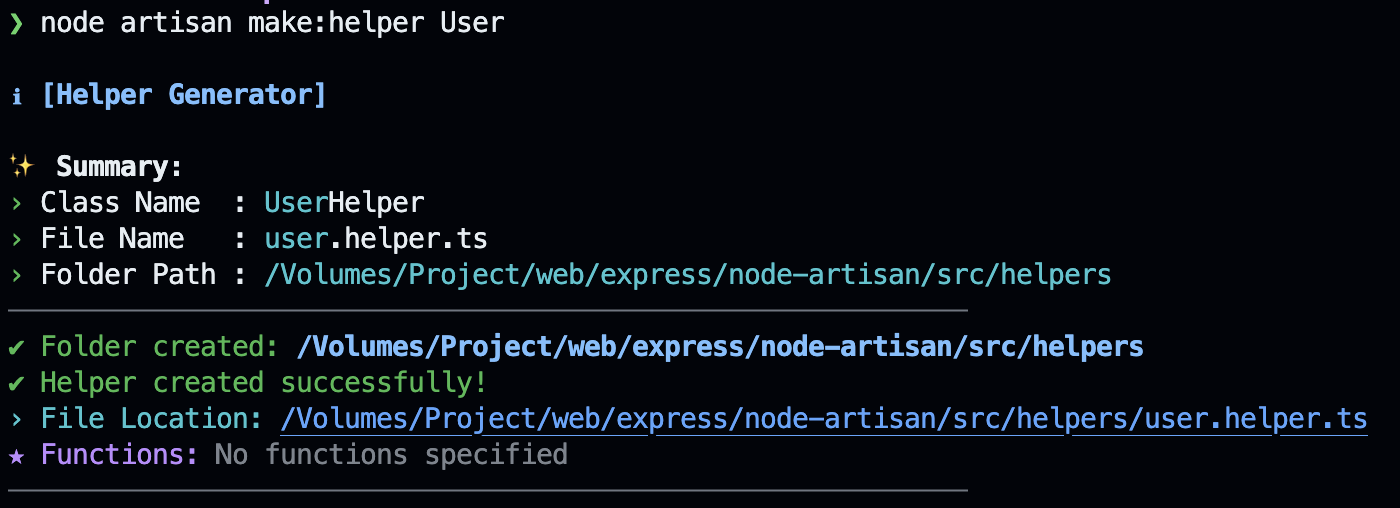 ❯ node artisan make:helper User
ℹ [Helper Generator]
✨ Summary:
› Class Name  : UserHelper
› File Name   : user.helper.ts
› Folder Path : /Volumes/Project/web/express/node-artisan/src/helpers
✔ Folder created: /Volumes/Project/web/express/node-artisan/src/helpers
✔ Helper created successfully!
› File Location: /Volumes/Project/web/express/node-artisan/src/helpers/user.helper.ts
★ Functions: No functions specified